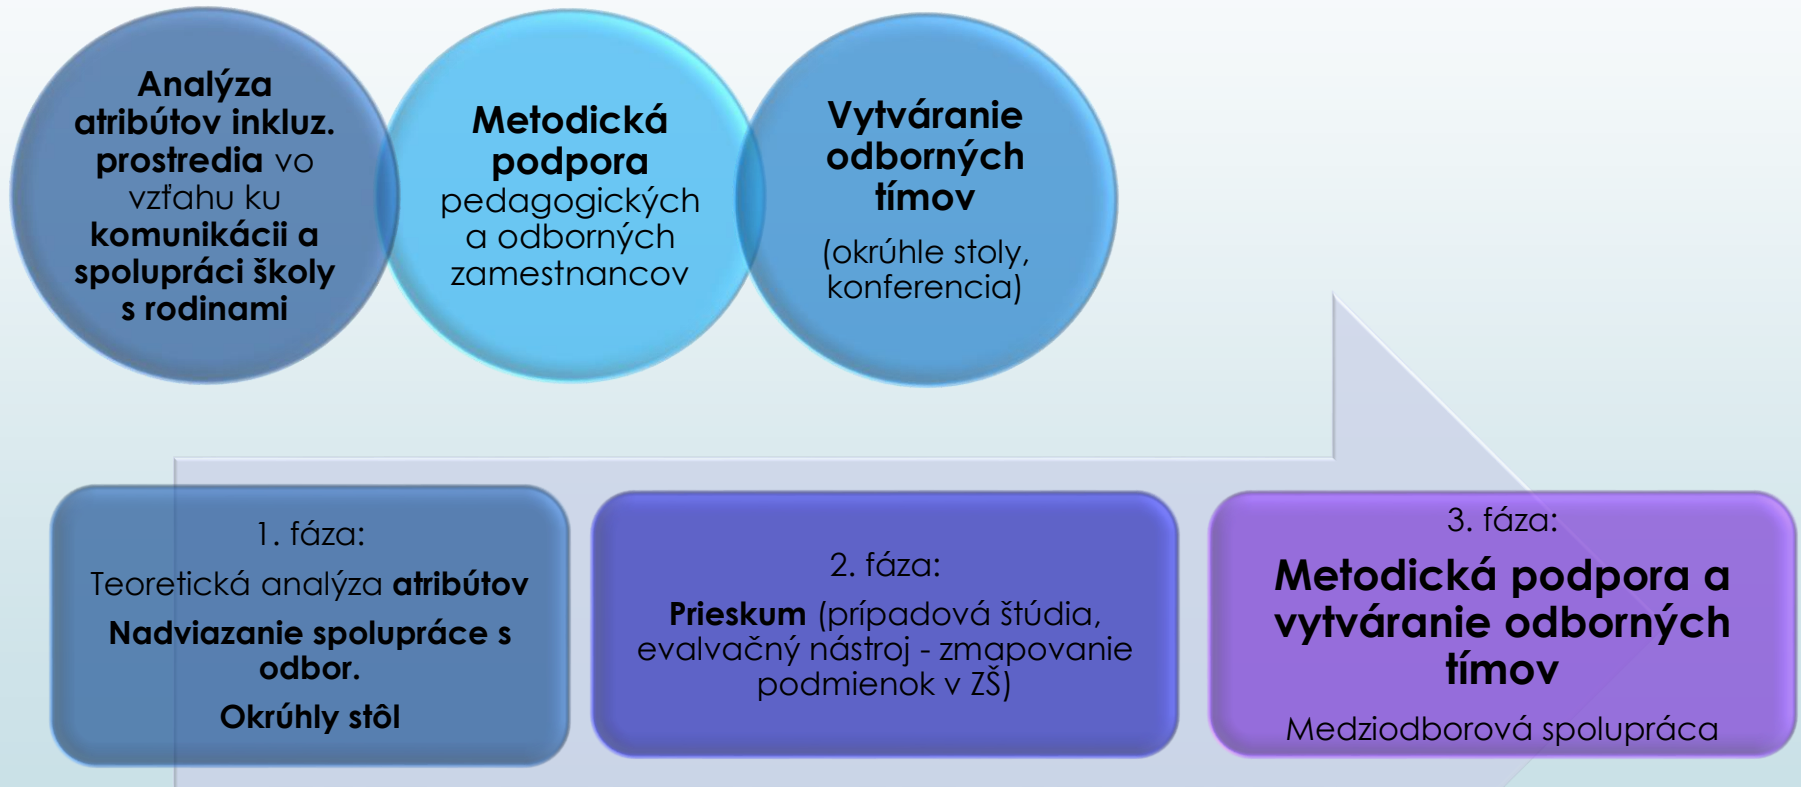 Analýza
atribútov inkluz.
prostredia vo
vzťahu ku
komunikácii a
spolupráci školy
s rodinami
Metodická
podpora
pedagogických
a odborných
zamestnancov
Vytváranie
odborných
tímov
(okrúhle stoly,
konferencia)
1. fáza:
Teoretická analýza atribútov
Nadviazanie spolupráce s
odbor.
Okrúhly stôl
2. fáza:
Prieskum (prípadová štúdia,
evalvačný nástroj - zmapovanie
podmienok v ZŠ)
3. fáza:
Metodická podpora a
vytváranie odborných
tímov
Medziodborová spolupráca